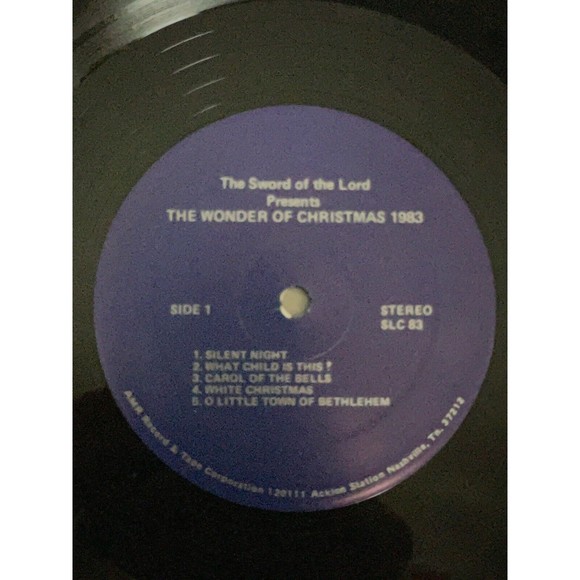 The Sword of the Lord
Presents
THE WONDER OF CHRISTMAS 1983
SIDE 1
STEREO
SLC 83
1. SILENT NIGHT
2. WHAT CHILD IS THIS?
3. CAROL OF THE BELLS
4. WHITE CHRISTMAS
5. O LITTLE TOWN OF BETHLEHEM
Record & Tape Corporation 120111 Acklen Station Nashville, Tn. 37212